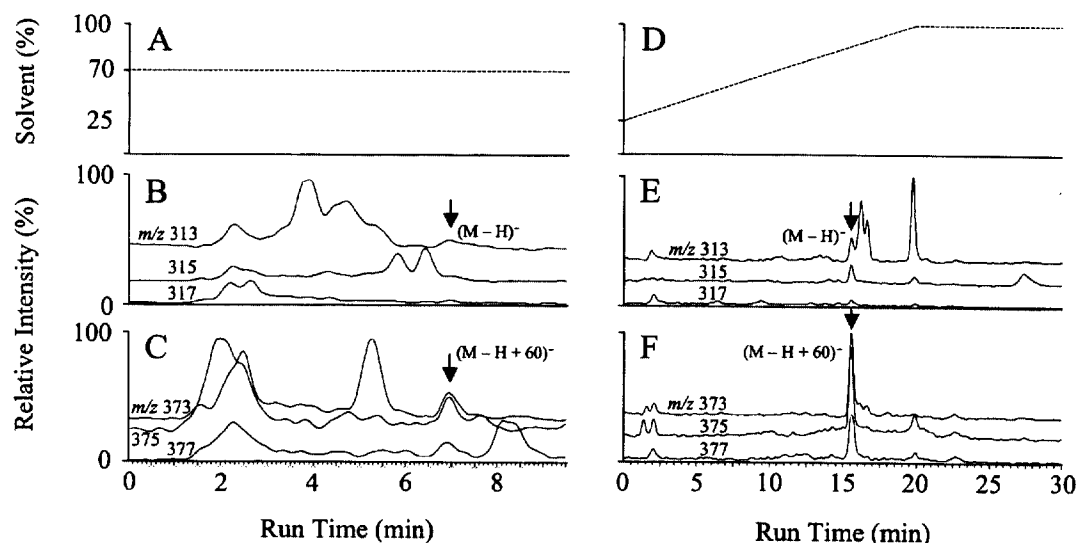 Solvent (%)
100
70
25
A
D
Relative Intensity (%)
100
0
B
m/z 313
315
317
(M – H)⁻
E
m/z 313
315
317
(M – H)⁻
100
0
C
m/z 373
375
377
(M – H + 60)⁻
F
m/z 373
375
377
(M – H + 60)⁻
0 2 4 6 8
Run Time (min)
0 5 10 15 20 25 30
Run Time (min)